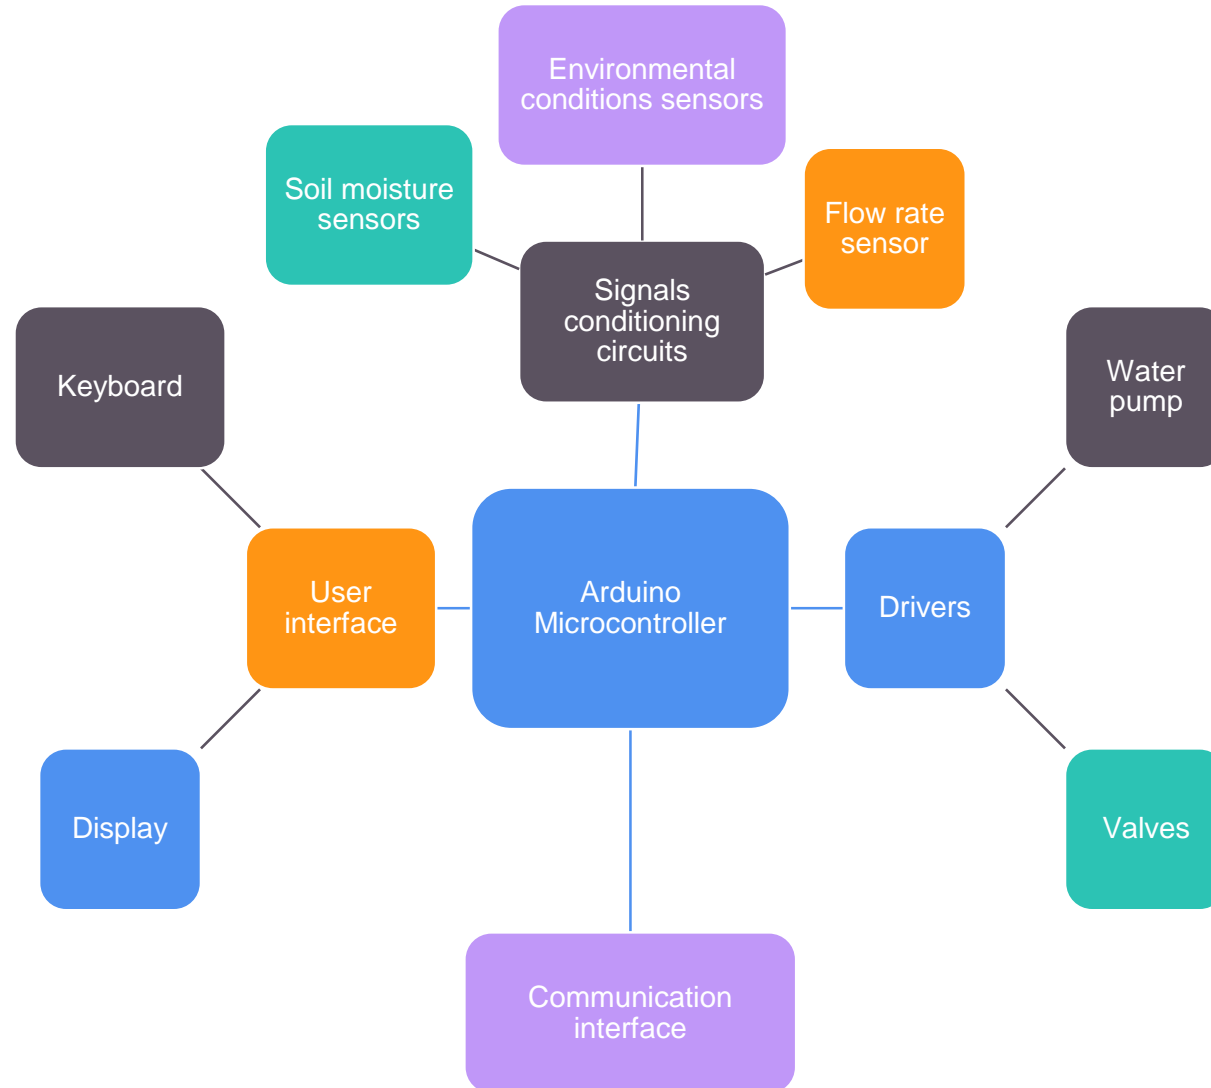 Environmental
conditions sensors
Soil moisture
sensors
Flow rate
sensor
Signals
conditioning
circuits
Keyboard
Water
pump
User
interface
Arduino
Microcontroller
Drivers
Display
Valves
Communication
interface